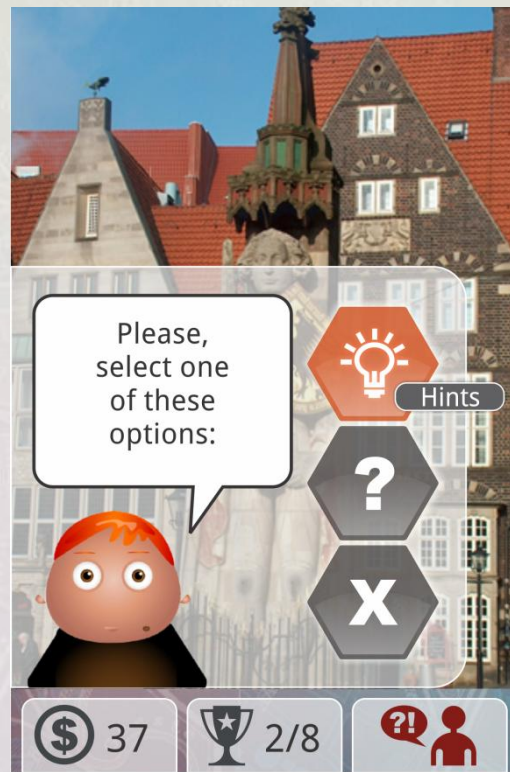 Please,
select one
of these
options:
Hints
?
X
$ 37
2/8
?!